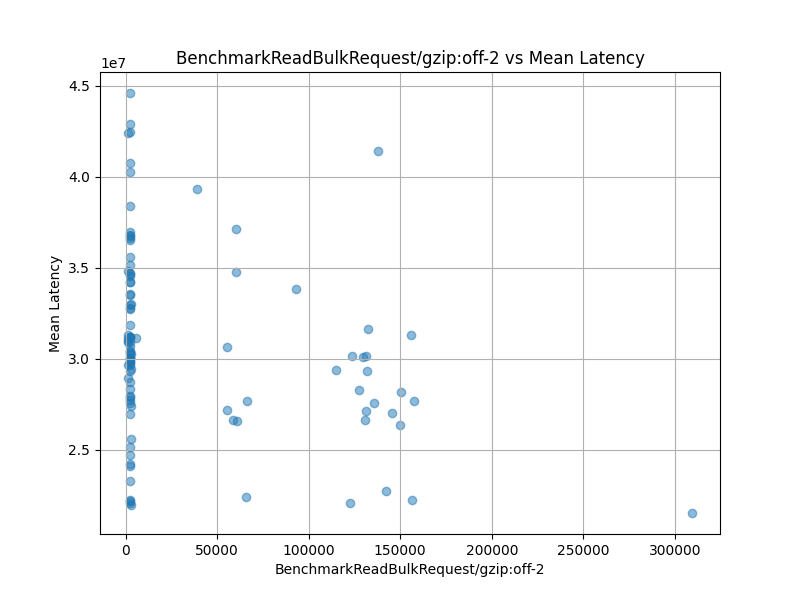 BenchmarkReadBulkRequest/gzip:off-2 vs Mean Latency
1e7
4.5
4.0
3.5
3.0
2.5
Mean Latency
0 50000 100000 150000 200000 250000 300000
BenchmarkReadBulkRequest/gzip:off-2